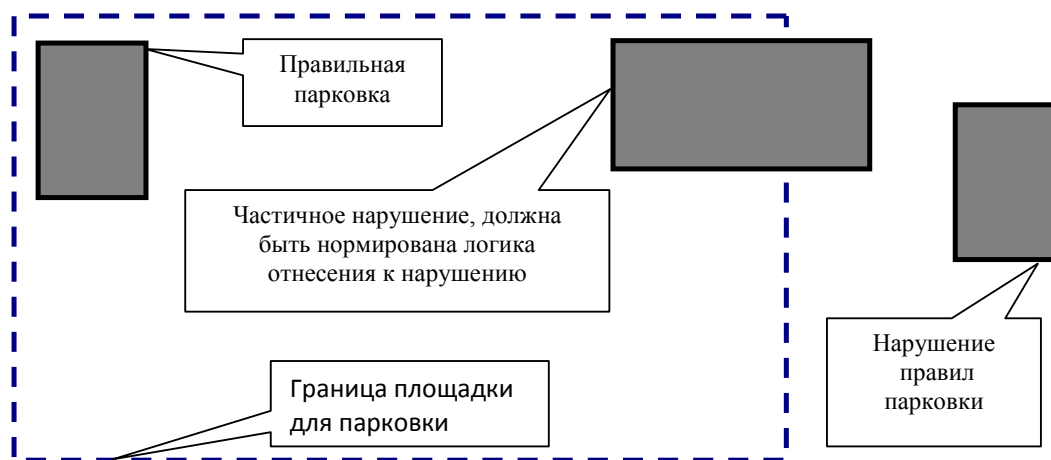 Правильная
парковка
Частичное нарушение, должна
быть нормирована логика
отнесения к нарушению
Нарушение
правил
парковки
Граница площадки
для парковки